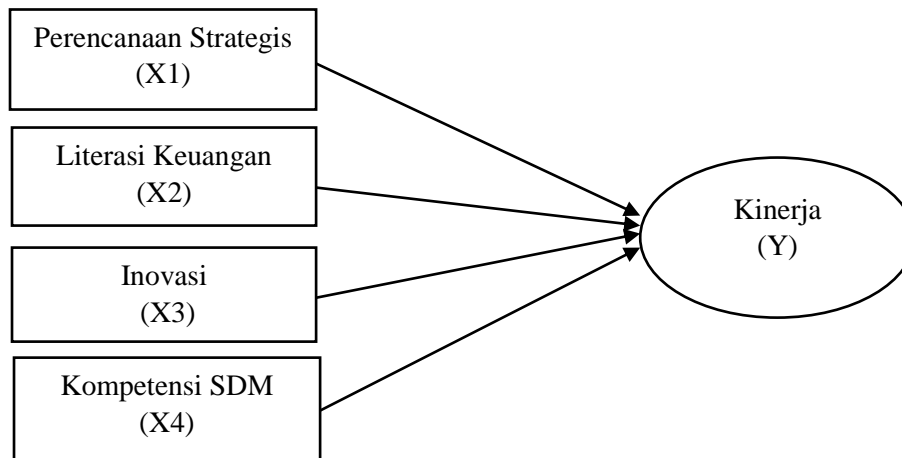 Perencanaan Strategis
(X1)
Literasi Keuangan
(X2)
Inovasi
(X3)
Kompetensi SDM
(X4)
Kinerja
(Y)